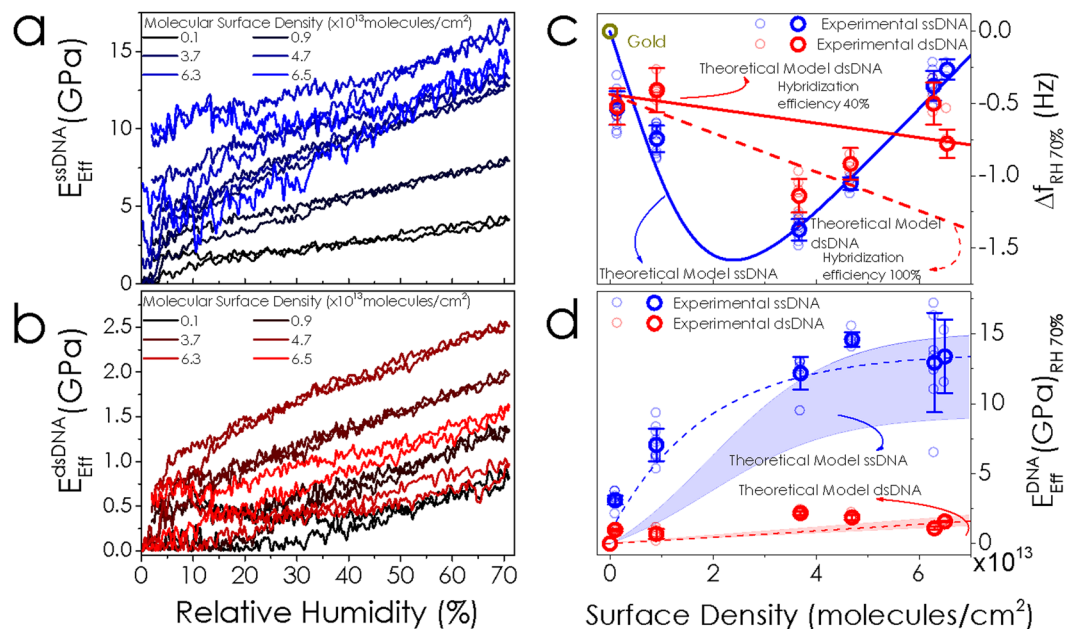 a
Molecular Surface Density (x10¹³molecules/cm²)
0.1 0.9
3.7 4.7
6.3 6.5
15
10
5
0
E_Eff^ssDNA (GPa)
b
Molecular Surface Density (x10¹³molecules/cm²)
0.1 0.9
3.7 4.7
6.3 6.5
2.5
2.0
1.5
1.0
0.5
0.0
E_Eff^dsDNA (GPa)
0 10 20 30 40 50 60 70
Relative Humidity (%)
c
Gold
Experimental ssDNA
Experimental dsDNA
Theoretical Model dsDNA
Hybridization
efficiency 40%
Theoretical Model ssDNA
Theoretical Model
dsDNA
Hybridization
efficiency 100%
0.0
-0.5
-1.0
-1.5
Δf_RH 70% (Hz)
d
Experimental ssDNA
Experimental dsDNA
Theoretical Model ssDNA
Theoretical Model dsDNA
15
10
5
0
E_Eff^DNA (GPa)_RH 70%
0 2 4 6
x10¹³
Surface Density (molecules/cm²)